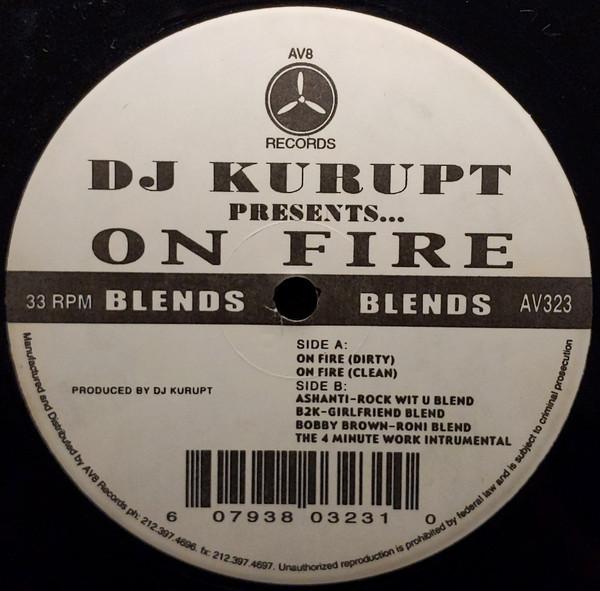 AV8
RECORDS
DJ KURUPT
PRESENTS...
ON FIRE
33 RPM BLENDS BLENDS AV323
SIDE A:
ON FIRE (DIRTY)
ON FIRE (CLEAN)
PRODUCED BY DJ KURUPT
SIDE B:
ASHANTI-ROCK WIT U BLEND
B2K-GIRLFRIEND BLEND
BOBBY BROWN-RONI BLEND
THE 4 MINUTE WORK INTRUMENTAL
6 07938 03231 0
Manufactured and Distributed by AV8 Records ph: 212.397.4696. fx: 212.397.4697. Unauthorized reproduction is prohibited by federal law and is subject to criminal prosecution